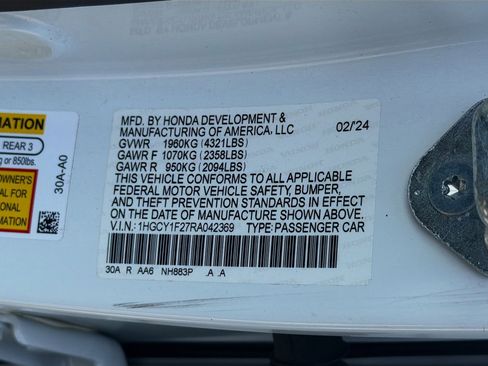 MFD. BY HONDA DEVELOPMENT &
MANUFACTURING OF AMERICA, LLC 02/'24
GVWR 1960KG (4321LBS)
GAWR F 1070KG (2358LBS)
GAWR R 950KG (2094LBS)
THIS VEHICLE CONFORMS TO ALL APPLICABLE
FEDERAL MOTOR VEHICLE SAFETY, BUMPER,
AND THEFT PREVENTION STANDARDS IN EFFECT
ON THE DATE OF MANUFACTURE SHOWN ABOVE.
V.I.N.: 1HGCY1F27RA042369 TYPE:PASSENGER CAR
30A R AA6 NH883P .A .A
MATION
REAR 3
g or 850lbs.
OWNER'S
AL FOR
IONAL
MATION
30A-A0